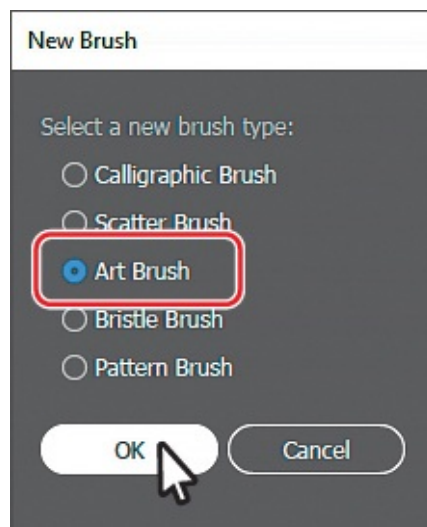 New Brush
Select a new brush type:
Calligraphic Brush
Scatter Brush
Art Brush
Bristle Brush
Pattern Brush
OK Cancel